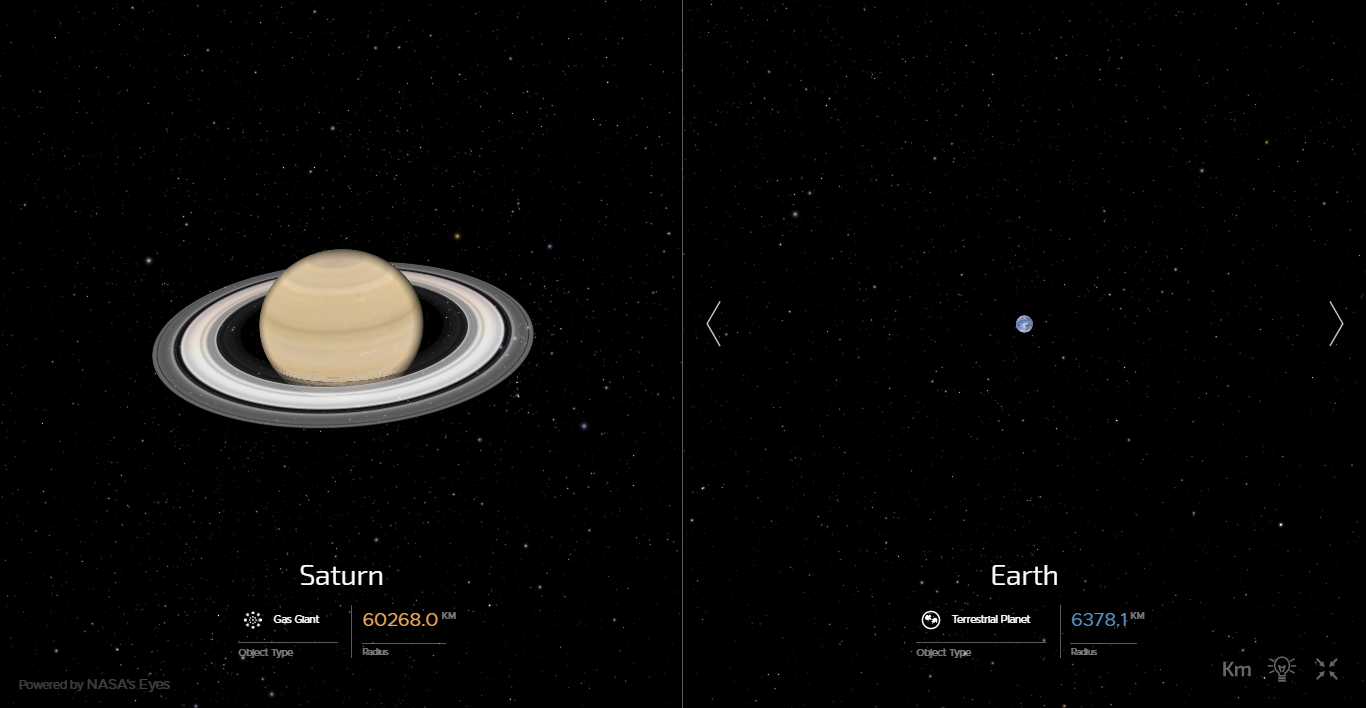 Saturn
Gas Giant
60268.0 KM
Object Type
Radius
Earth
Terrestrial Planet
6378.1 KM
Object Type
Radius
Km
Powered by NASA's Eyes